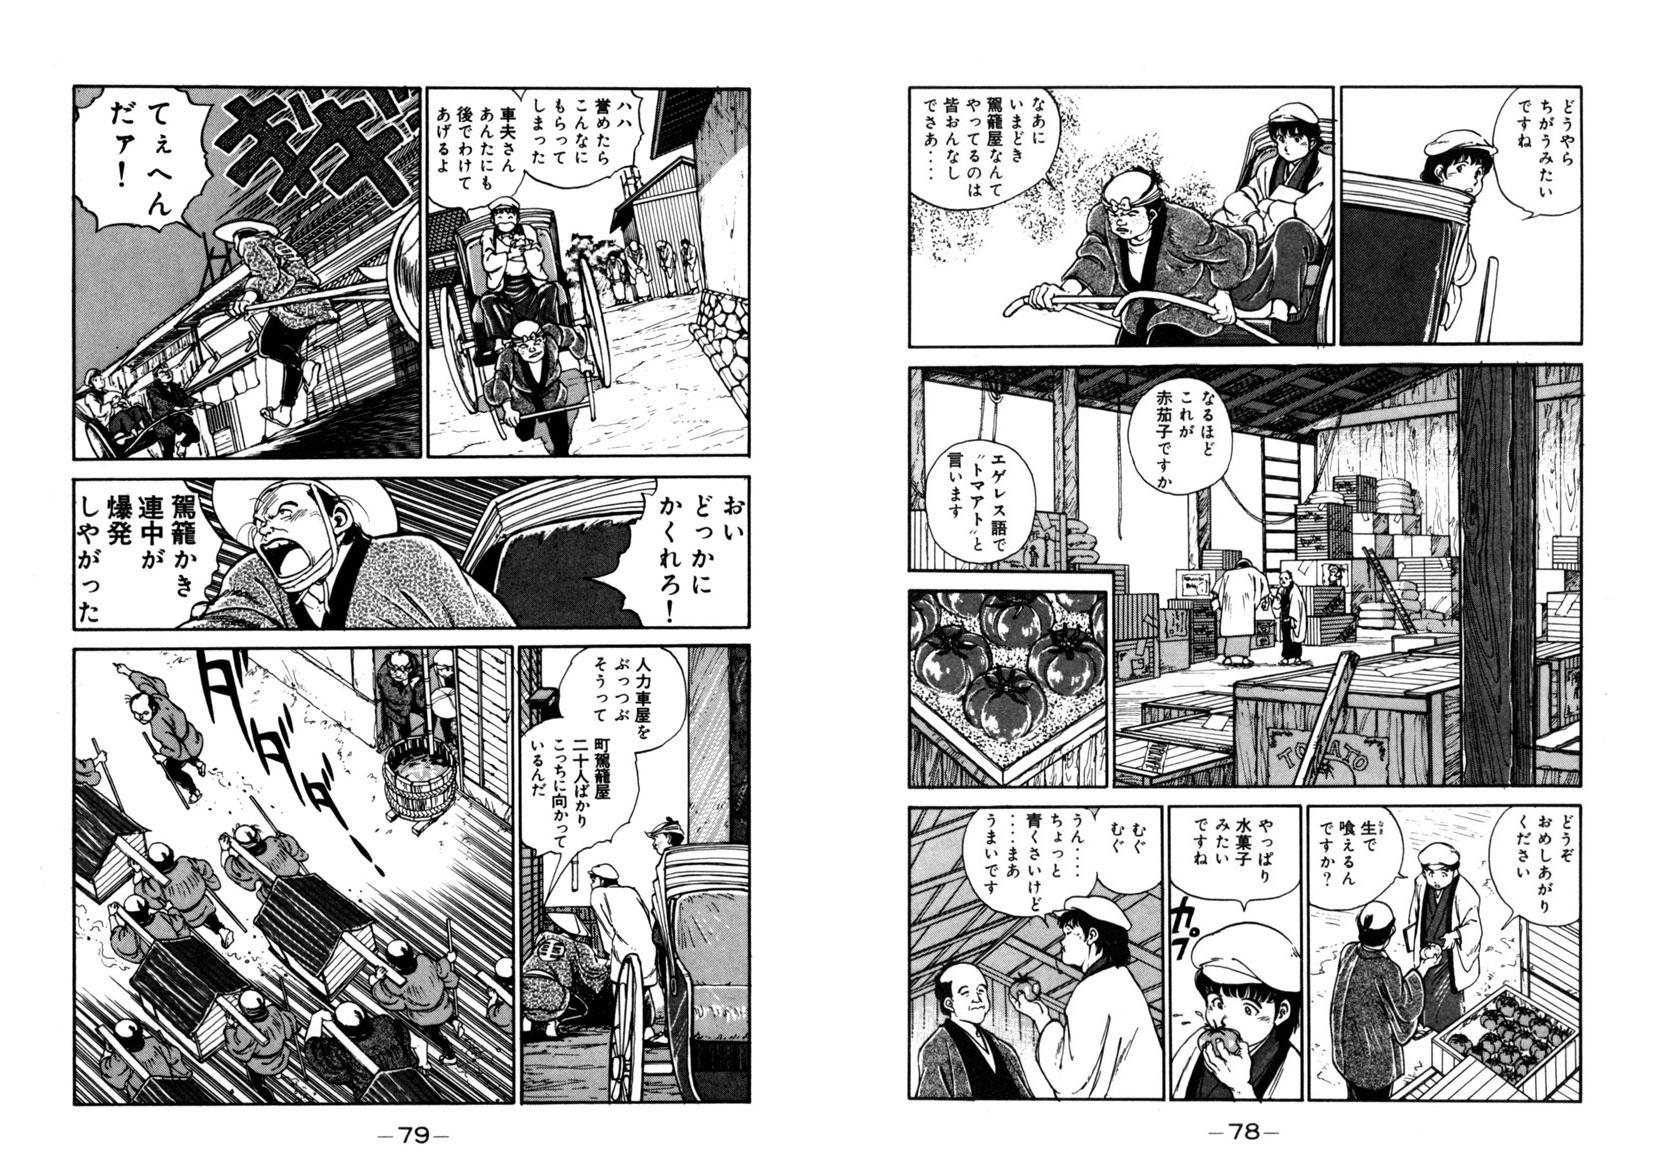 どうやら
ちがうみたい
ですね
なあに
いまどき
駕籠屋なんて
やってるのは
皆おんなし
でさあ・・・
なるほど
これが
赤茄子ですか
エゲレス語で
〝トマアト〟と
言います
TOMATO
どうぞ
おめしあがり
ください
生で
なま
喰えるん
ですか?
やっぱり
水菓子
みたい
ですね
カプ
むぐ
むぐ
うん・・・・
ちょっと
青くさいけど
・・・・まあ
うまいです
—78—
ハハ
誉めたら
こんなに
もらって
しまった
車夫さん
あんたにも
後でわけて
あげるよ
てぇへん
だァ!
おい
どっかに
かくれろ!
駕籠かき
連中が
爆発
しやがった
人力車屋を
ぶっつぶ
そうって
町駕籠屋
二十人ばかり
こっちに向かって
いるんだ
ダダダダ
—79—